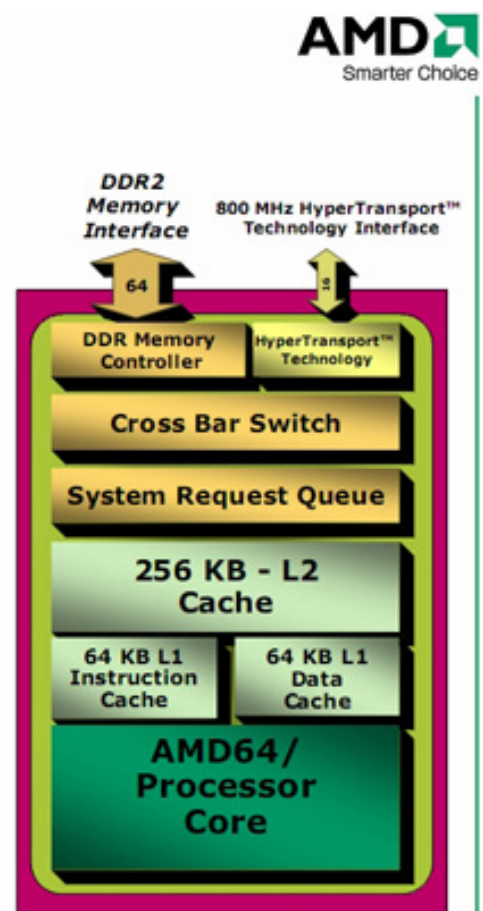 AMD
Smarter Choice
DDR2
Memory
Interface
800 MHz HyperTransport™
Technology Interface
64
16
DDR Memory
Controller
HyperTransport™
Technology
Cross Bar Switch
System Request Queue
256 KB - L2
Cache
64 KB L1
Instruction
Cache
64 KB L1
Data
Cache
AMD64/
Processor
Core